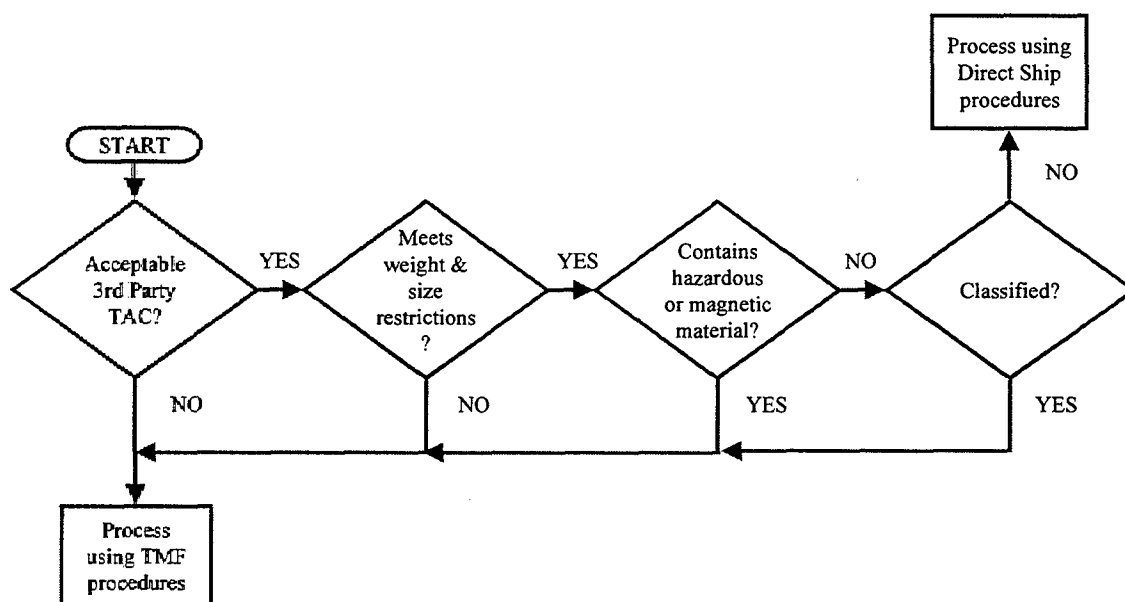 Process using
Direct Ship
procedures
START
NO
Acceptable
3rd Party
TAC?
YES
Meets
weight &
size
restrictions
?
YES
Contains
hazardous
or magnetic
material?
NO
Classified?
NO
NO
YES
YES
Process
using TMF
procedures